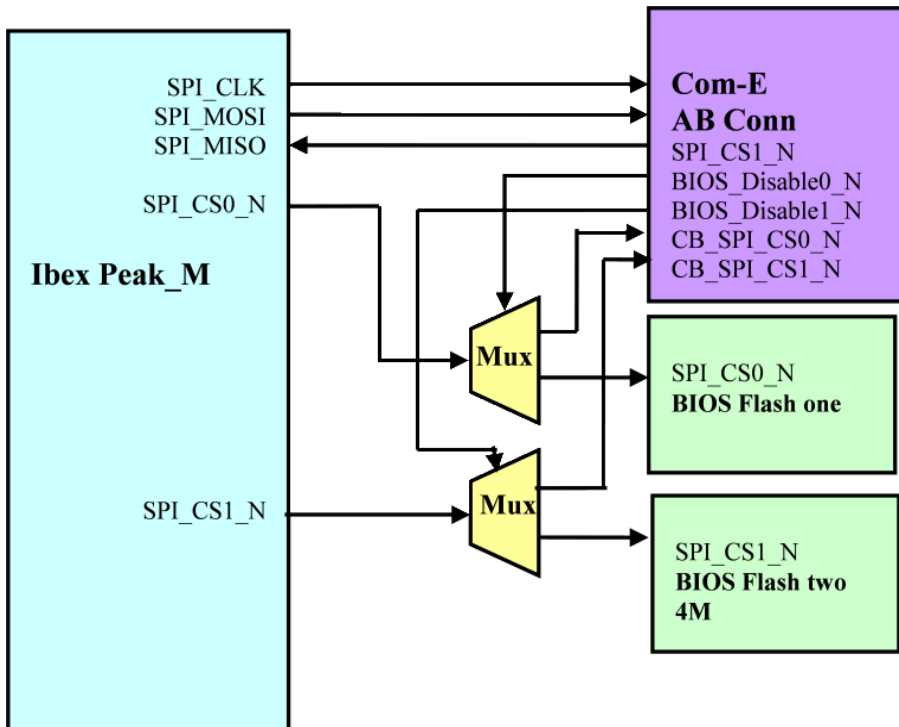 SPI_CLK
SPI_MOSI
SPI_MISO
SPI_CS0_N
Ibex Peak_M
SPI_CS1_N
Mux
Mux
Com-E
AB Conn
SPI_CS1_N
BIOS_Disable0_N
BIOS_Disable1_N
CB_SPI_CS0_N
CB_SPI_CS1_N
SPI_CS0_N
BIOS Flash one
SPI_CS1_N
BIOS Flash two
4M